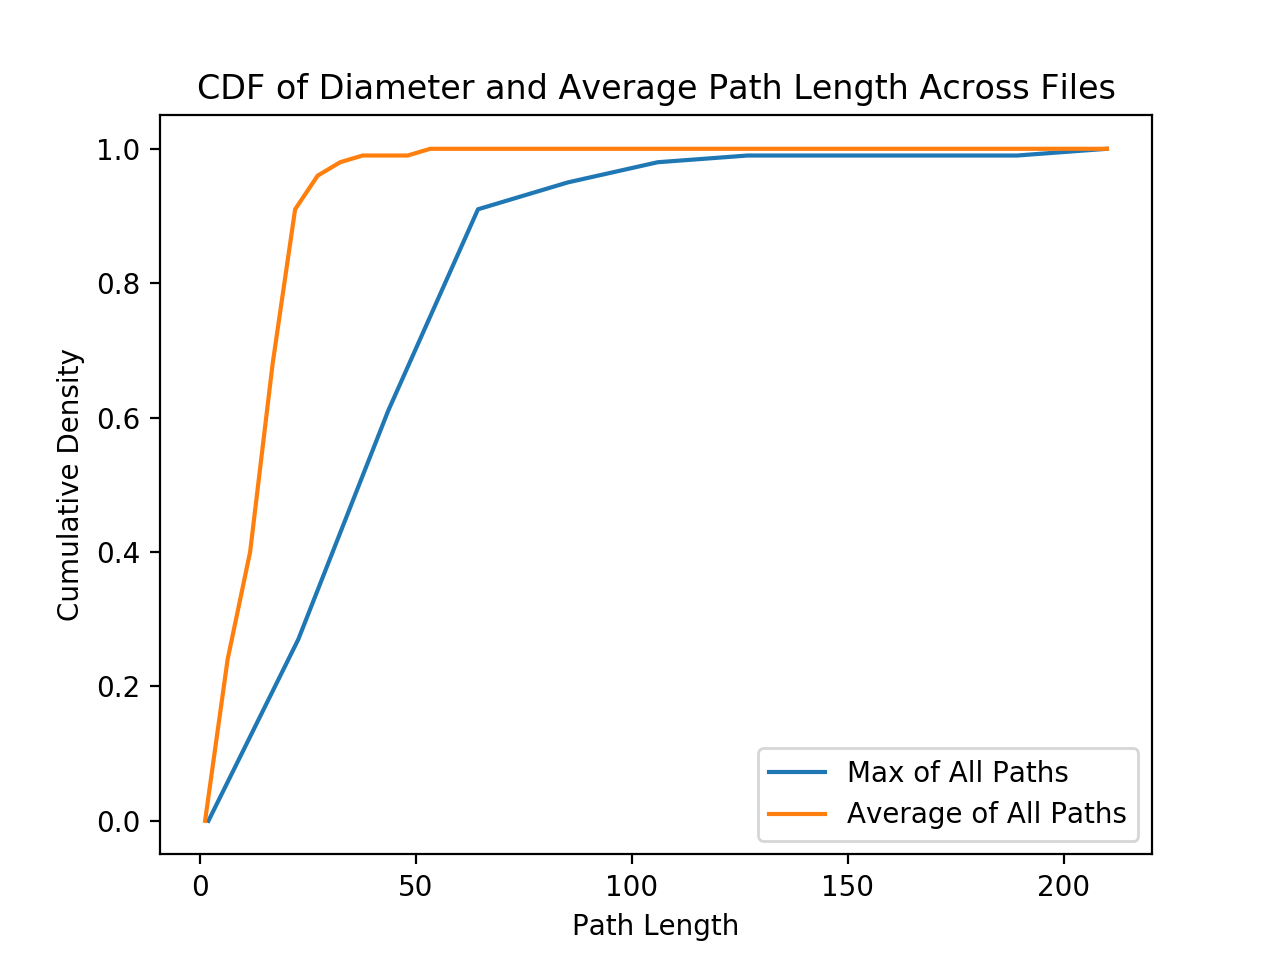 CDF of Diameter and Average Path Length Across Files
1.0
0.8
0.6
0.4
0.2
0.0
Cumulative Density
Max of All Paths
Average of All Paths
0 50 100 150 200
Path Length